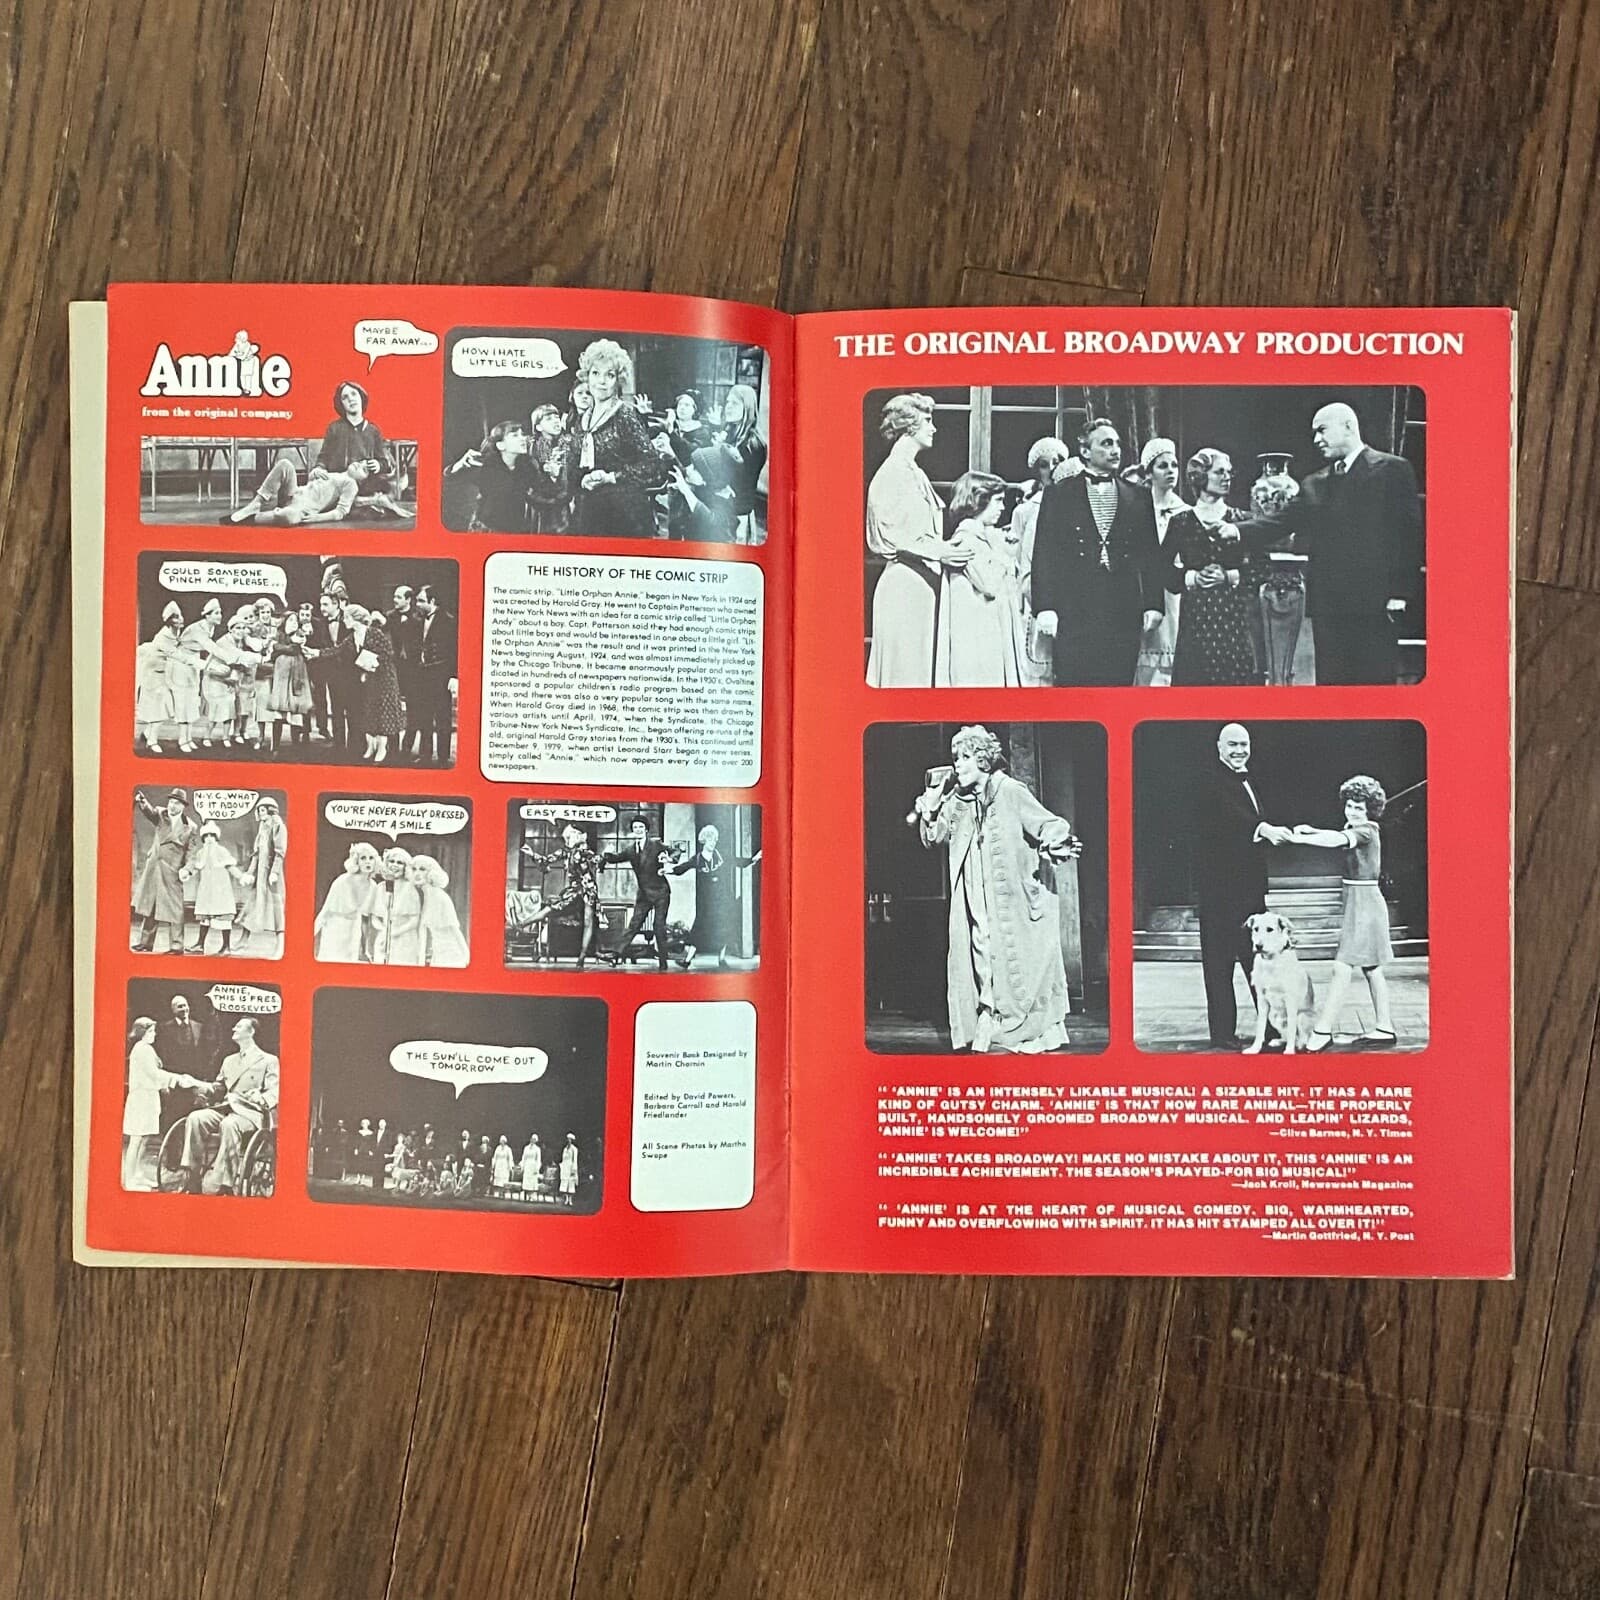 Annie
from the original company
MAYBE
FAR AWAY...
HOW I HATE
LITTLE GIRLS...
COULD SOMEONE
PINCH ME, PLEASE...
THE HISTORY OF THE COMIC STRIP
The comic strip, "Little Orphan Annie," began in New York in 1924 and
was created by Harold Gray. He went to Captain Patterson who owned
the New York News with an idea for a comic strip called "Little Orphan
Andy" about a boy. Capt. Patterson said they had enough comic strips
about little boys and would be interested in one about a little girl. "Lit-
tle Orphan Annie" was the result and it was printed in the New York
News beginning August, 1924, and was almost immediately picked up
by the Chicago Tribune. It became enormously popular and was syn-
dicated in hundreds of newspapers nationwide. In the 1930's, Ovaltine
sponsored a popular children's radio program based on the comic
strip, and there was also a very popular song with the same name.
When Harold Gray died in 1968, the comic strip was then drawn by
various artists until April, 1974, when the Syndicate, the Chicago
Tribune-New York News Syndicate, Inc., began offering re-runs of the
old, original Harold Gray stories from the 1930's. This continued until
December 9, 1979, when artist Leonard Starr began a new series,
simply called "Annie," which now appears every day in over 200
newspapers.
N.Y.C., WHAT
IS IT ABOUT
YOU?
YOU'RE NEVER FULLY DRESSED
WITHOUT A SMILE
EASY STREET
ANNIE,
THIS IS PRES.
ROOSEVELT
THE SUN'LL COME OUT
TOMORROW
Souvenir Book Designed by
Martin Charnin
Edited by David Powers,
Barbara Carroll and Harold
Friedlander
All Scene Photos by Martha
Swope
THE ORIGINAL BROADWAY PRODUCTION
" 'ANNIE' IS AN INTENSELY LIKABLE MUSICAL! A SIZABLE HIT. IT HAS A RARE
KIND OF GUTSY CHARM. 'ANNIE' IS THAT NOW RARE ANIMAL—THE PROPERLY
BUILT, HANDSOMELY GROOMED BROADWAY MUSICAL. AND LEAPIN' LIZARDS,
'ANNIE' IS WELCOME!"
—Clive Barnes, N.Y. Times
" 'ANNIE' TAKES BROADWAY! MAKE NO MISTAKE ABOUT IT, THIS 'ANNIE' IS AN
INCREDIBLE ACHIEVEMENT. THE SEASON'S PRAYED-FOR BIG MUSICAL!"
—Jack Kroll, Newsweek Magazine
" 'ANNIE' IS AT THE HEART OF MUSICAL COMEDY. BIG, WARMHEARTED,
FUNNY AND OVERFLOWING WITH SPIRIT. IT HAS HIT STAMPED ALL OVER IT!"
—Martin Gottfried, N. Y. Post